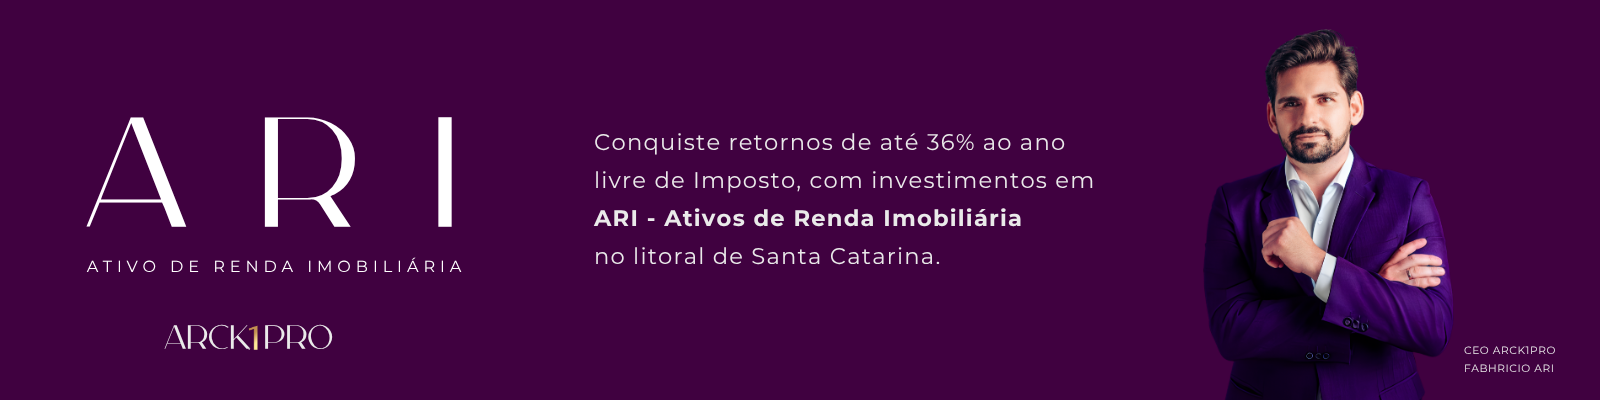 ARI
ATIVO DE RENDA IMOBILIÁRIA
ARCK1PRO
Conquiste retornos de até 36% ao ano
livre de Imposto, com investimentos em
ARI - Ativos de Renda Imobiliária
no litoral de Santa Catarina.
CEO ARCK1PRO
FABHRICIO ARI